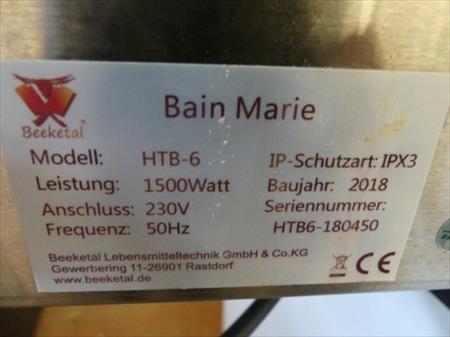 Beeketal
Bain Marie
Modell: HTB-6
IP-Schutzart: IPX3
Leistung: 1500Watt
Baujahr: 2018
Anschluss: 230V
Seriennummer:
Frequenz: 50Hz
HTB6-180450
Beeketal Lebensmitteltechnik GmbH & Co.KG
Gewerbering 11-26901 Rastdorf
www.beeketal.de
CE